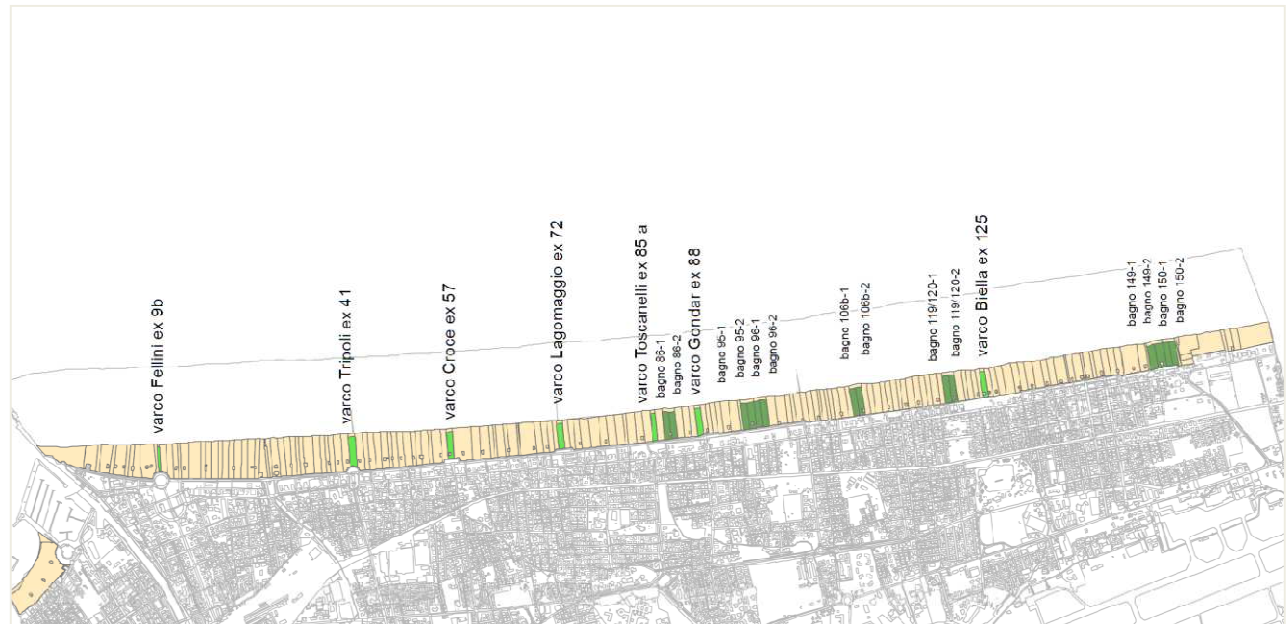 varco Fellini ex 9b
varco Tripoli ex 41
varco Croce ex 57
varco Lagomaggio ex 72
varco Toscanelli ex 85 a
bagno 86-1
bagno 86-2
varco Gondar ex 88
bagno 95-1
bagno 95-2
bagno 96-1
bagno 96-2
bagno 106b-1
bagno 106b-2
bagno 119/120-1
bagno 119/120-2
varco Biella ex 125
bagno 149-1
bagno 149-2
bagno 150-1
bagno 150-2